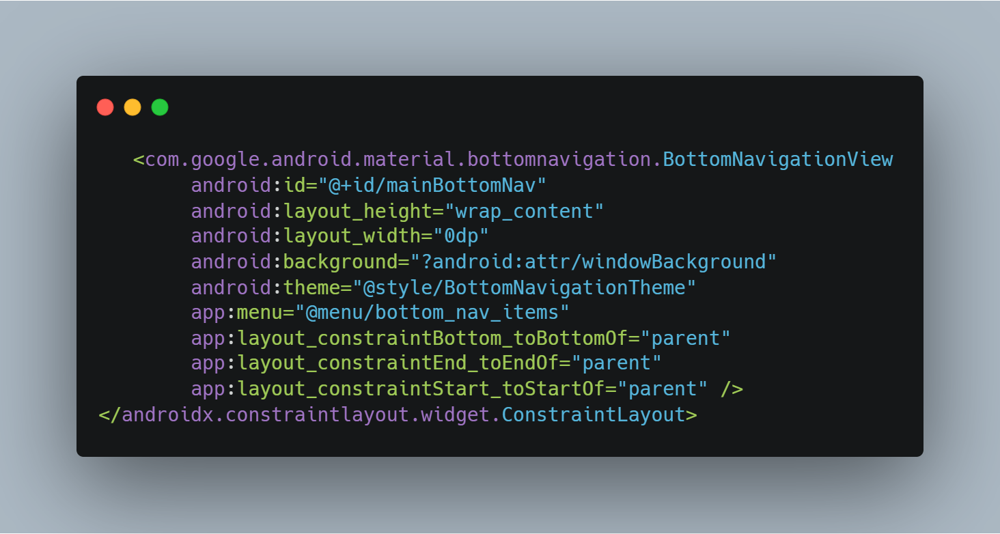 <com.google.android.material.bottomnavigation.BottomNavigationView
android:id="@+id/mainBottomNav"
android:layout_height="wrap_content"
android:layout_width="0dp"
android:background="?android:attr/windowBackground"
android:theme="@style/BottomNavigationTheme"
app:menu="@menu/bottom_nav_items"
app:layout_constraintBottom_toBottomOf="parent"
app:layout_constraintEnd_toEndOf="parent"
app:layout_constraintStart_toStartOf="parent" />
</androidx.constraintlayout.widget.ConstraintLayout>